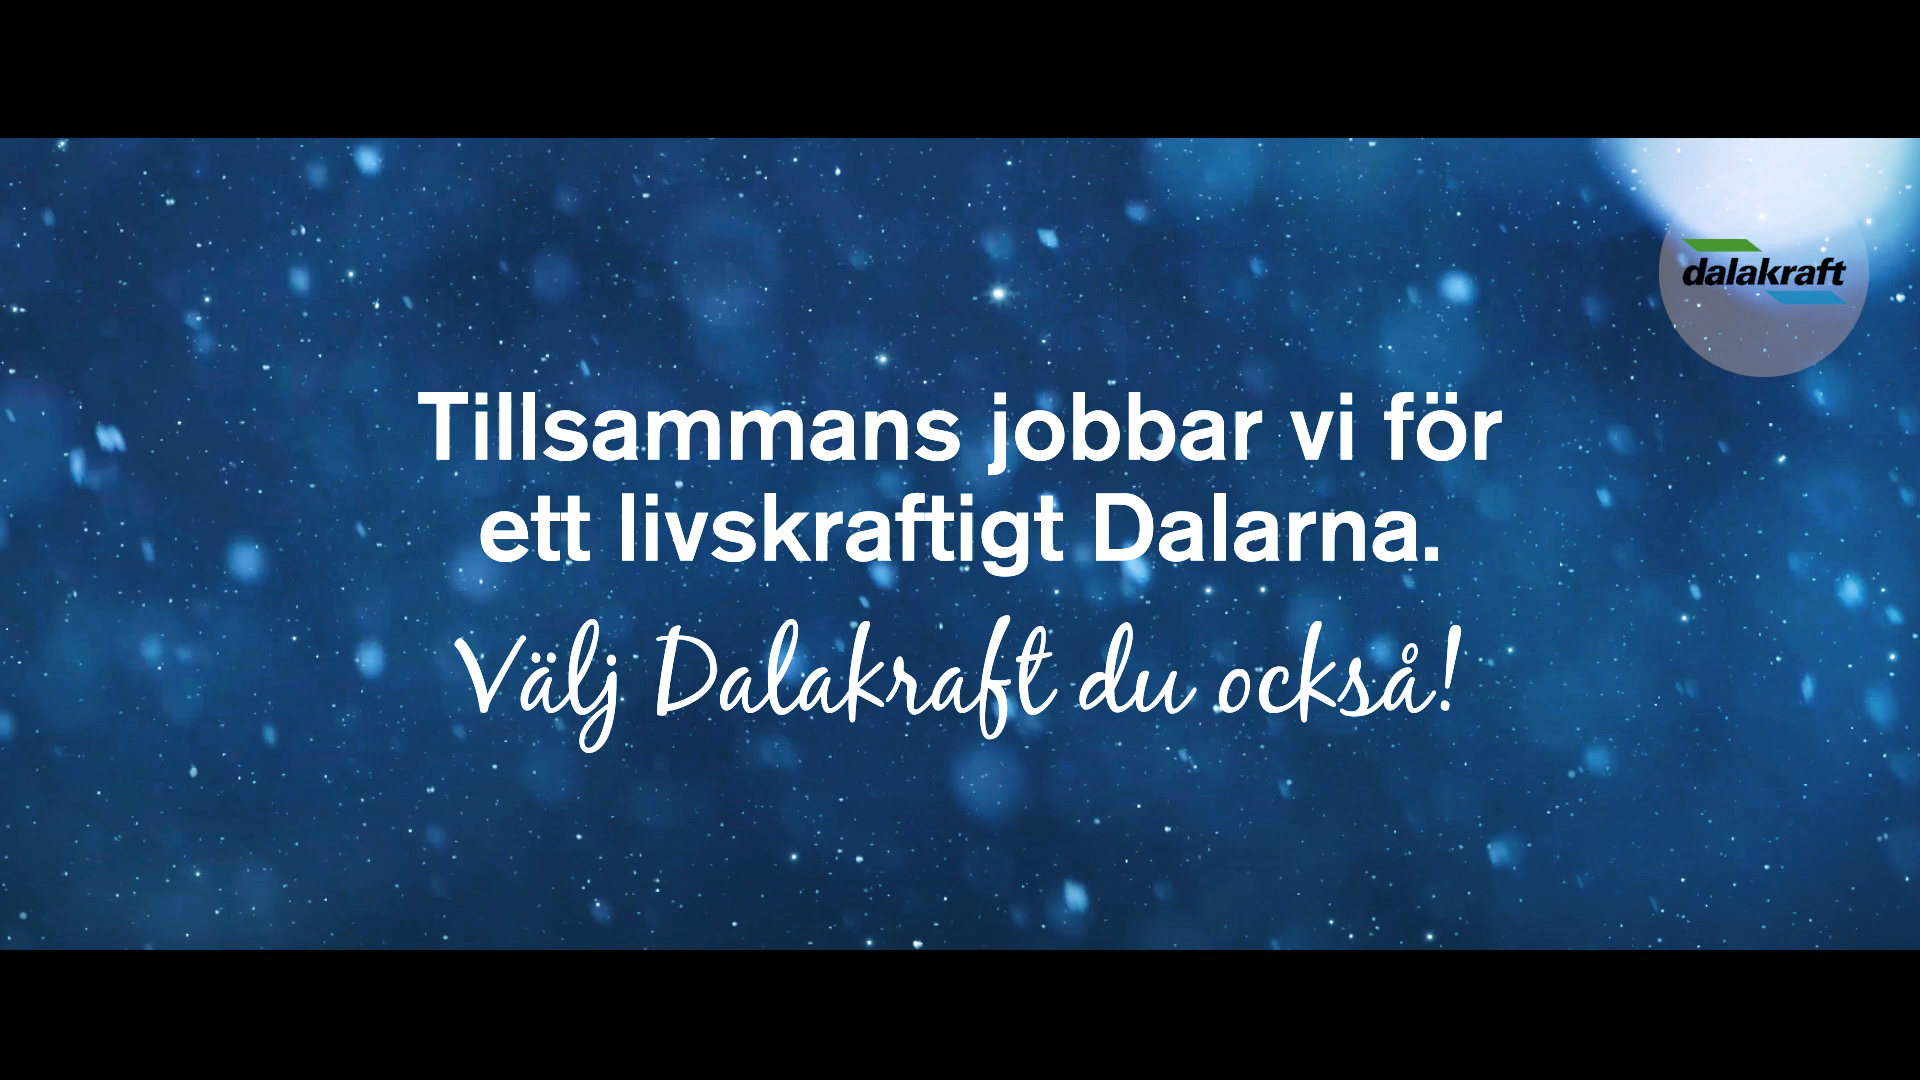 dalakraft
Tillsammans jobbar vi för
ett livskraftigt Dalarna.
Välj Dalakraft du också!